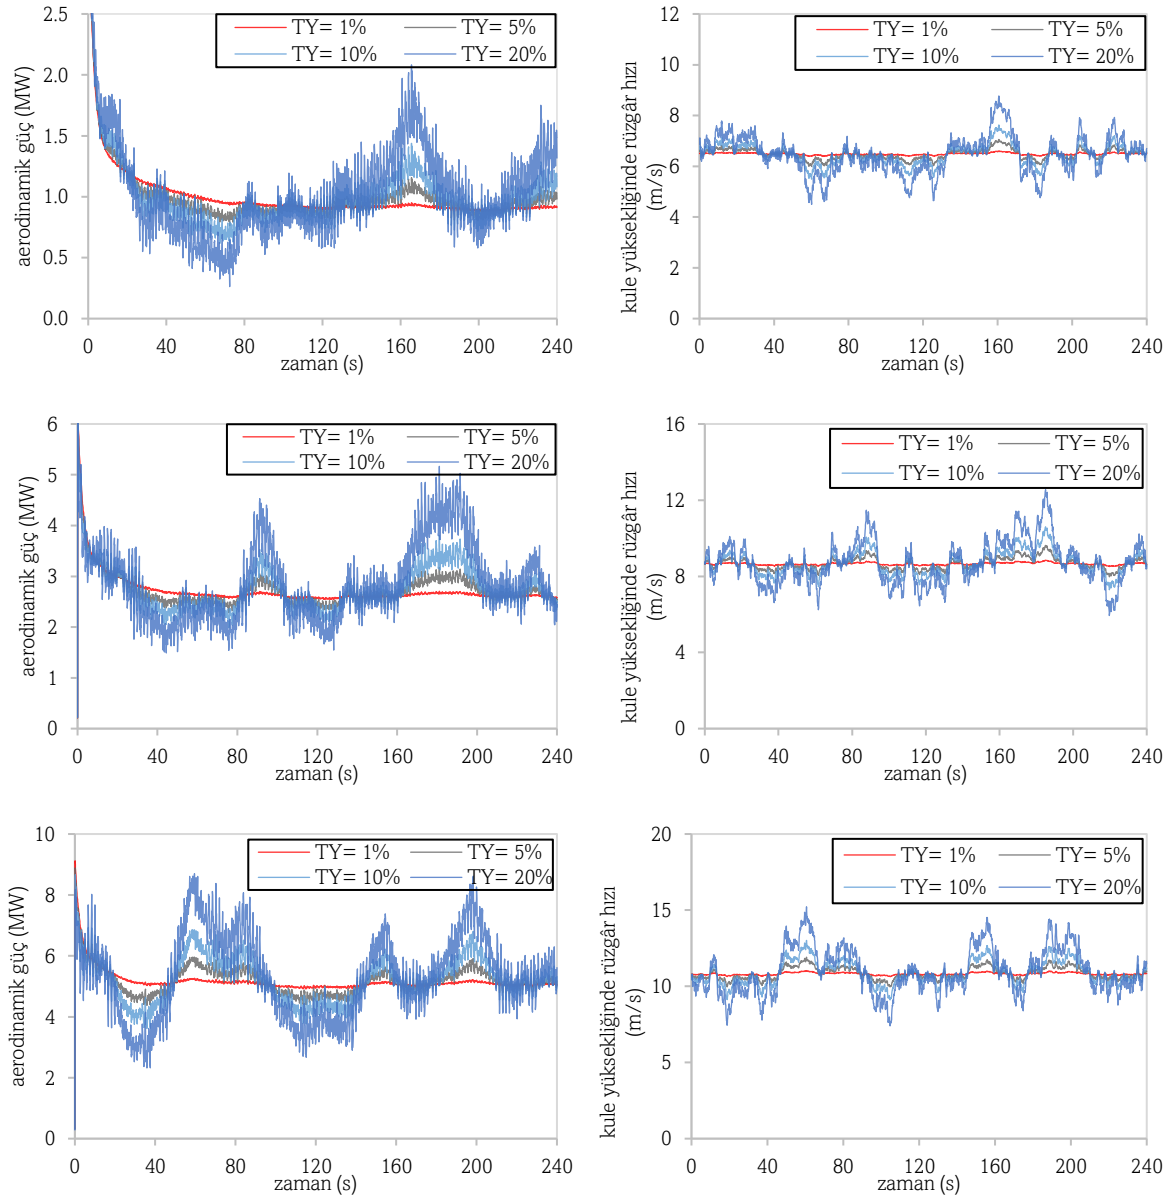 TY= 1% TY= 5%
TY= 10% TY= 20%
aerodinamik güç (MW)
2.5
2.0
1.5
1.0
0.5
0.0
0 40 80 120 160 200 240
zaman (s)
TY= 1% TY= 5%
TY= 10% TY= 20%
kule yüksekliğinde rüzgâr hızı
(m/s)
12
10
8
6
4
2
0
0 40 80 120 160 200 240
zaman (s)
TY= 1% TY= 5%
TY= 10% TY= 20%
aerodinamik güç (MW)
6
5
4
3
2
1
0
0 40 80 120 160 200 240
zaman (s)
TY= 1% TY= 5%
TY= 10% TY= 20%
kule yüksekliğinde rüzgâr hızı
(m/s)
16
12
8
4
0
0 40 80 120 160 200 240
zaman (s)
TY= 1% TY= 5%
TY= 10% TY= 20%
aerodinamik güç (MW)
10
8
6
4
2
0
0 40 80 120 160 200 240
zaman (s)
TY= 1% TY= 5%
TY= 10% TY= 20%
kule yüksekliğinde rüzgâr hızı
(m/s)
20
15
10
5
0
0 40 80 120 160 200 240
zaman (s)